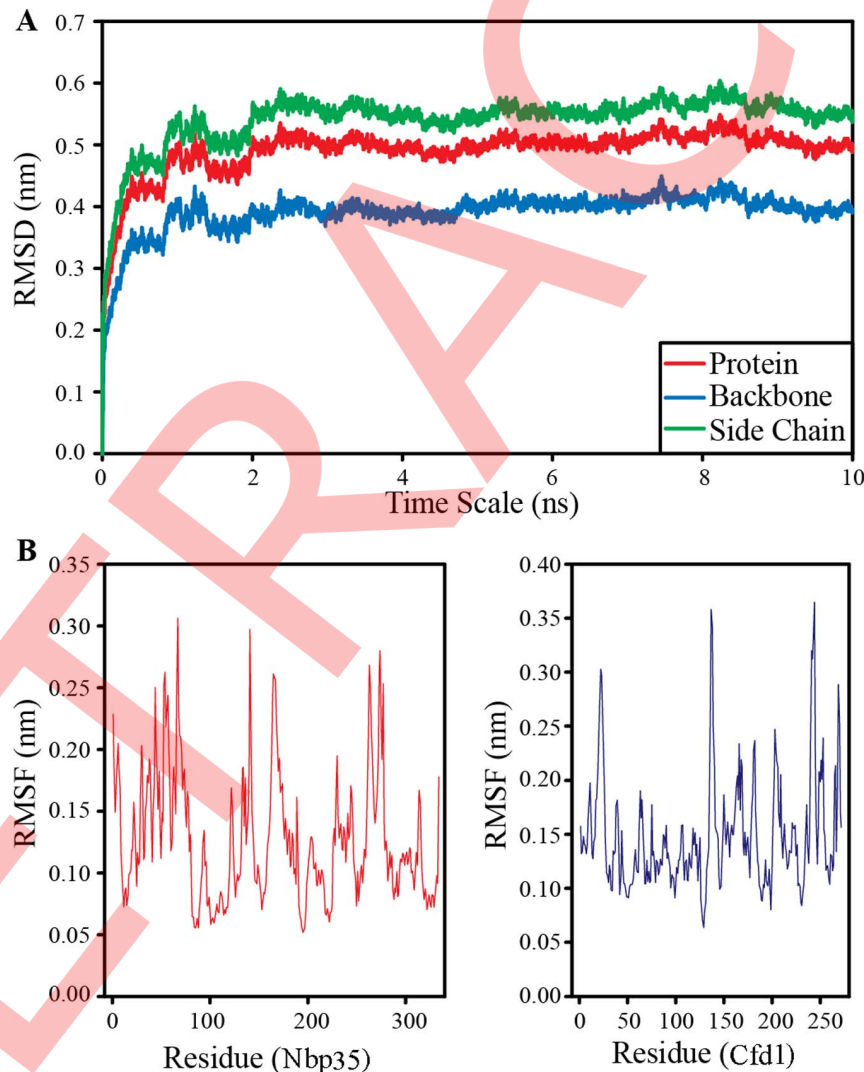 A
0.7
0.6
0.5
0.4
0.3
0.2
0.1
0.0
RMSD (nm)
Protein
Backbone
Side Chain
0 2 4 6 8 10
Time Scale (ns)
B
0.35
0.30
0.25
0.20
0.15
0.10
0.05
0.00
RMSF (nm)
0 100 200 300
Residue (Nbp35)
0.40
0.35
0.30
0.25
0.20
0.15
0.10
0.05
0.00
RMSF (nm)
0 50 100 150 200 250
Residue (Cfd1)
ETRAC